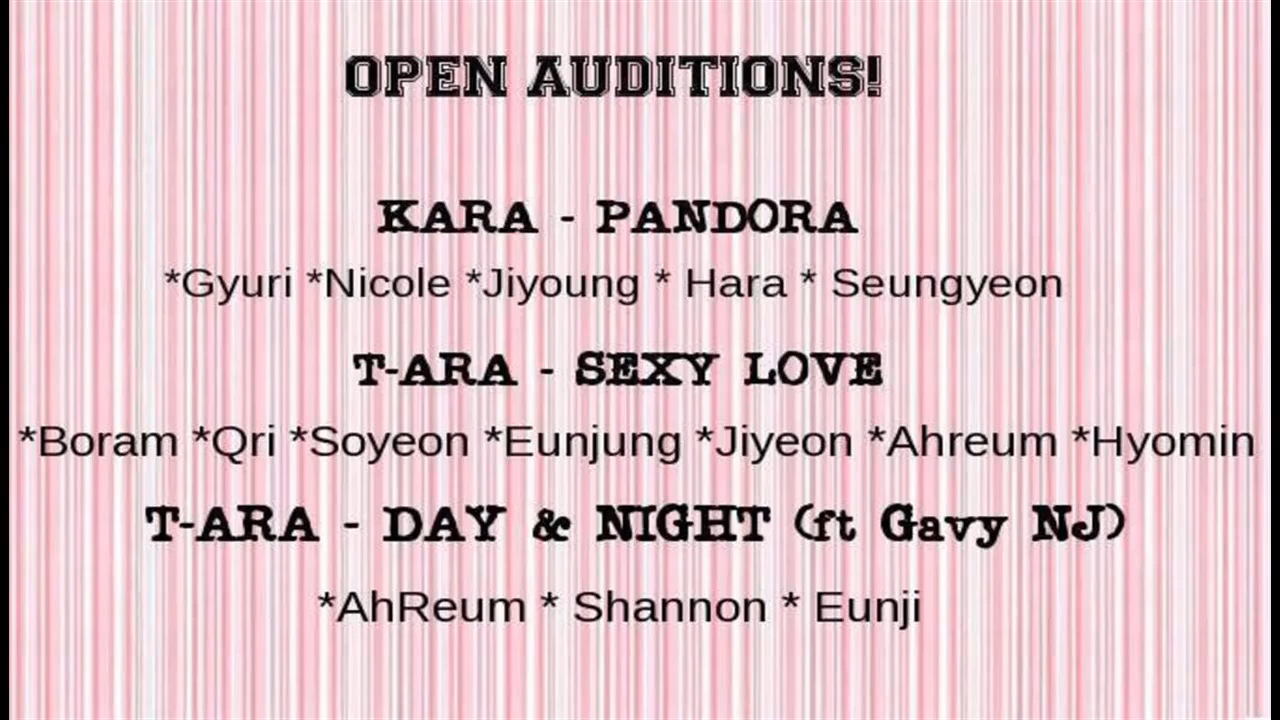 OPEN AUDITIONS!
KARA - PANDORA
*Gyuri *Nicole *Jiyoung * Hara * Seungyeon
T-ARA - SEXY LOVE
*Boram *Qri *Soyeon *Eunjung *Jiyeon *Ahreum *Hyomin
T-ARA - DAY & NIGHT (ft Gavy NJ)
*AhReum * Shannon * Eunji